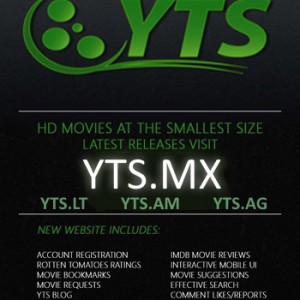 YTS
HD MOVIES AT THE SMALLEST SIZE
LATEST RELEASES VISIT
YTS.MX
YTS.LT YTS.AM YTS.AG
NEW WEBSITE INCLUDES:
ACCOUNT REGISTRATION
ROTTEN TOMATOES RATINGS
MOVIE BOOKMARKS
MOVIE REQUESTS
YTS BLOG
IMDB MOVIE REVIEWS
INTERACTIVE MOBILE UI
MOVIE SUGGESTIONS
EFFECTIVE SEARCH
COMMENT LIKES/REPORTS